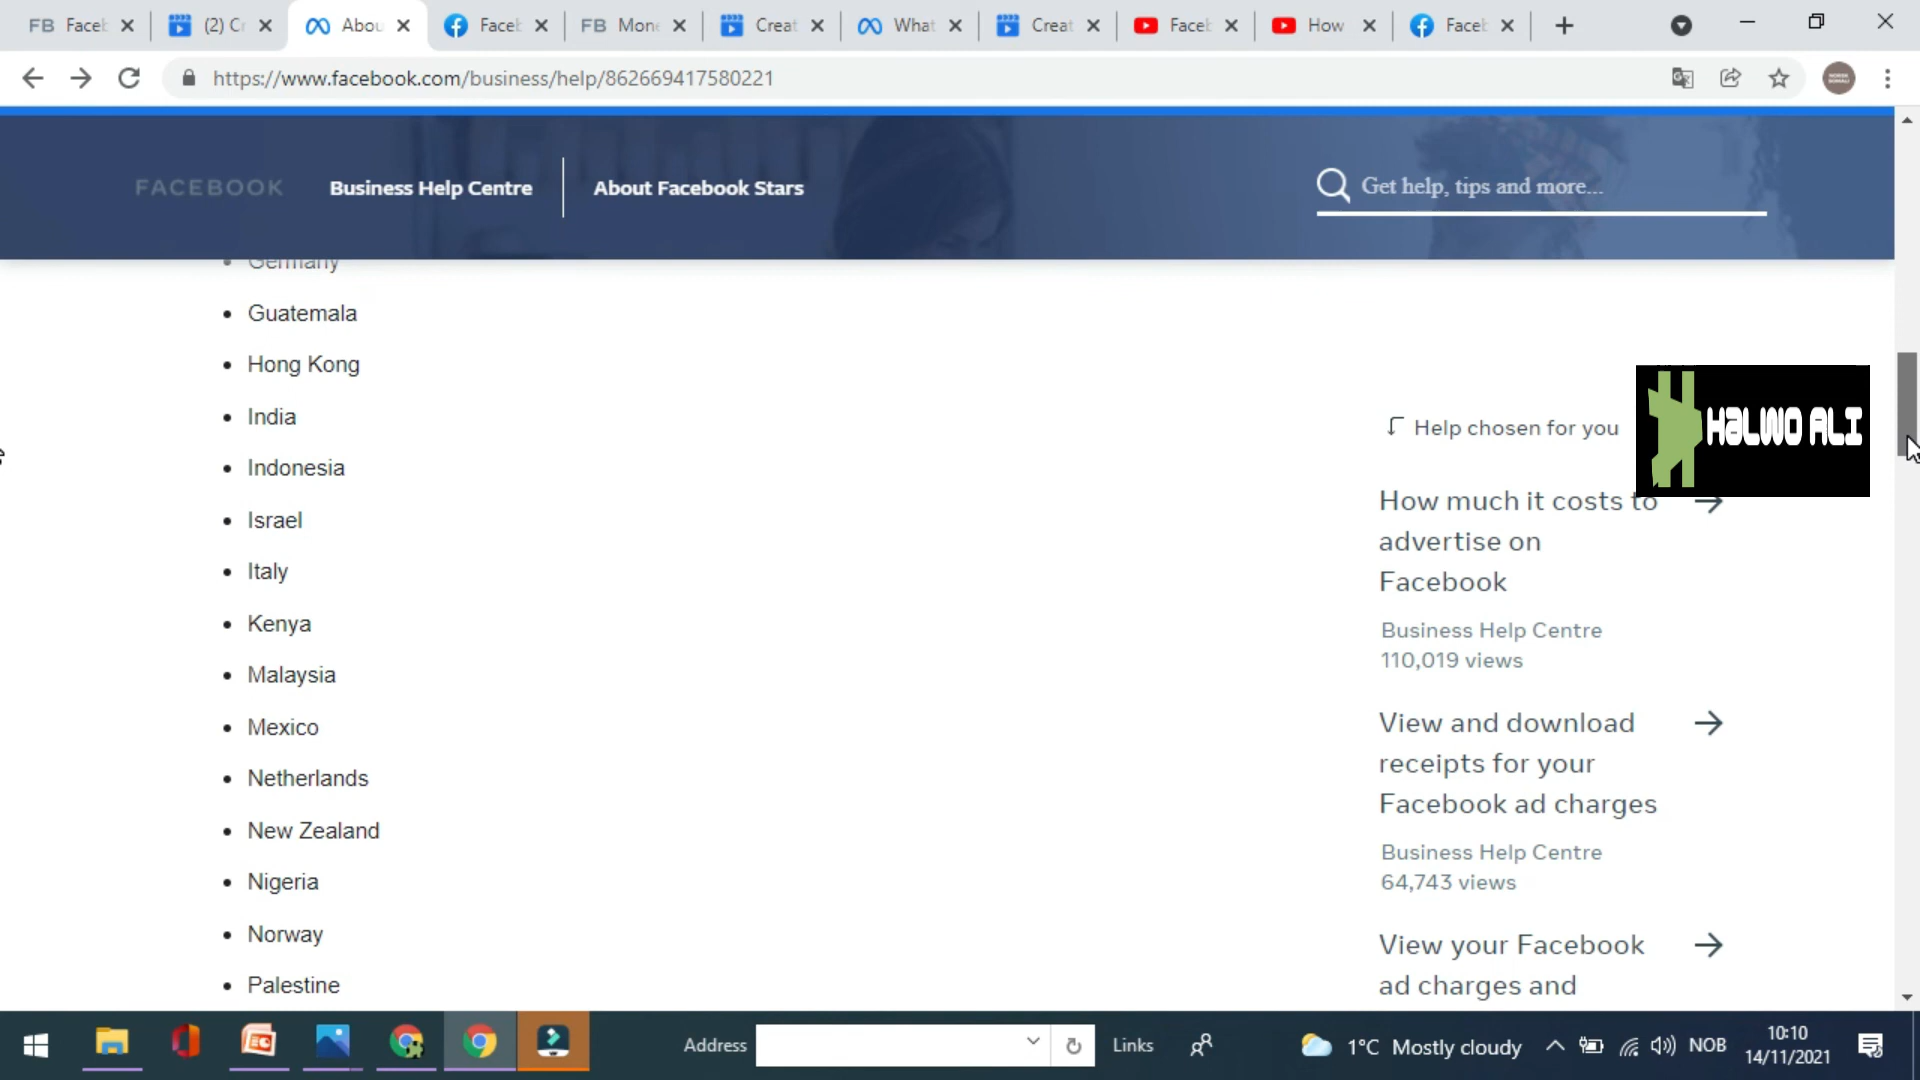 FB Faceb
(2) Cr
Abou
Faceb
FB Mone
Creat
What
Creat
Faceb
How
Faceb
https://www.facebook.com/business/help/862669417580221
FACEBOOK
Business Help Centre
About Facebook Stars
Get help, tips and more...
Germany
Guatemala
Hong Kong
India
Indonesia
Israel
Italy
Kenya
Malaysia
Mexico
Netherlands
New Zealand
Nigeria
Norway
Palestine
Help chosen for you
HALWO ALI
How much it costs to
advertise on
Facebook
Business Help Centre
110,019 views
View and download
receipts for your
Facebook ad charges
Business Help Centre
64,743 views
View your Facebook
ad charges and
Address
Links
1°C Mostly cloudy
NOB
10:10
14/11/2021